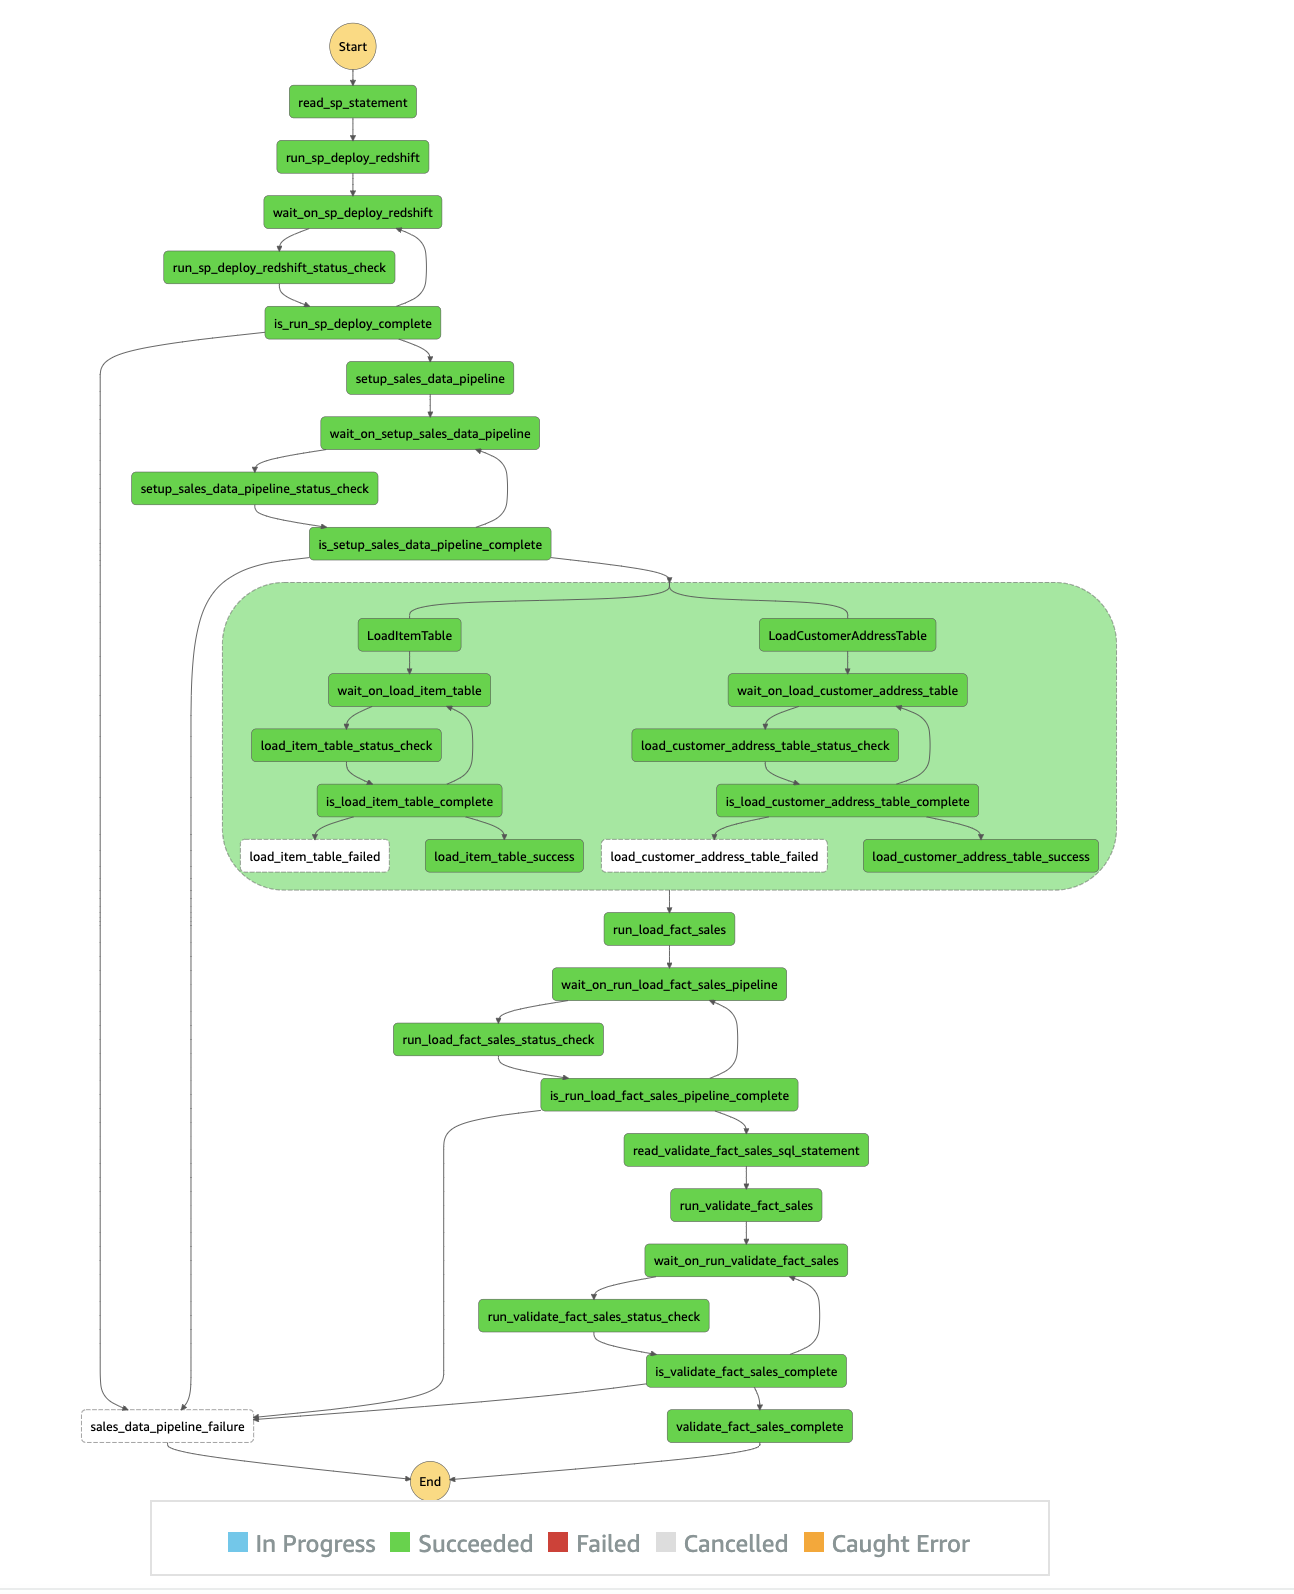 Start
read_sp_statement
run_sp_deploy_redshift
wait_on_sp_deploy_redshift
run_sp_deploy_redshift_status_check
is_run_sp_deploy_complete
setup_sales_data_pipeline
wait_on_setup_sales_data_pipeline
setup_sales_data_pipeline_status_check
is_setup_sales_data_pipeline_complete
LoadItemTable
LoadCustomerAddressTable
wait_on_load_item_table
wait_on_load_customer_address_table
load_item_table_status_check
load_customer_address_table_status_check
is_load_item_table_complete
is_load_customer_address_table_complete
load_item_table_failed
load_item_table_success
load_customer_address_table_failed
load_customer_address_table_success
run_load_fact_sales
wait_on_run_load_fact_sales_pipeline
run_load_fact_sales_status_check
is_run_load_fact_sales_pipeline_complete
read_validate_fact_sales_sql_statement
run_validate_fact_sales
wait_on_run_validate_fact_sales
run_validate_fact_sales_status_check
is_validate_fact_sales_complete
sales_data_pipeline_failure
validate_fact_sales_complete
End
In Progress Succeeded Failed Cancelled Caught Error